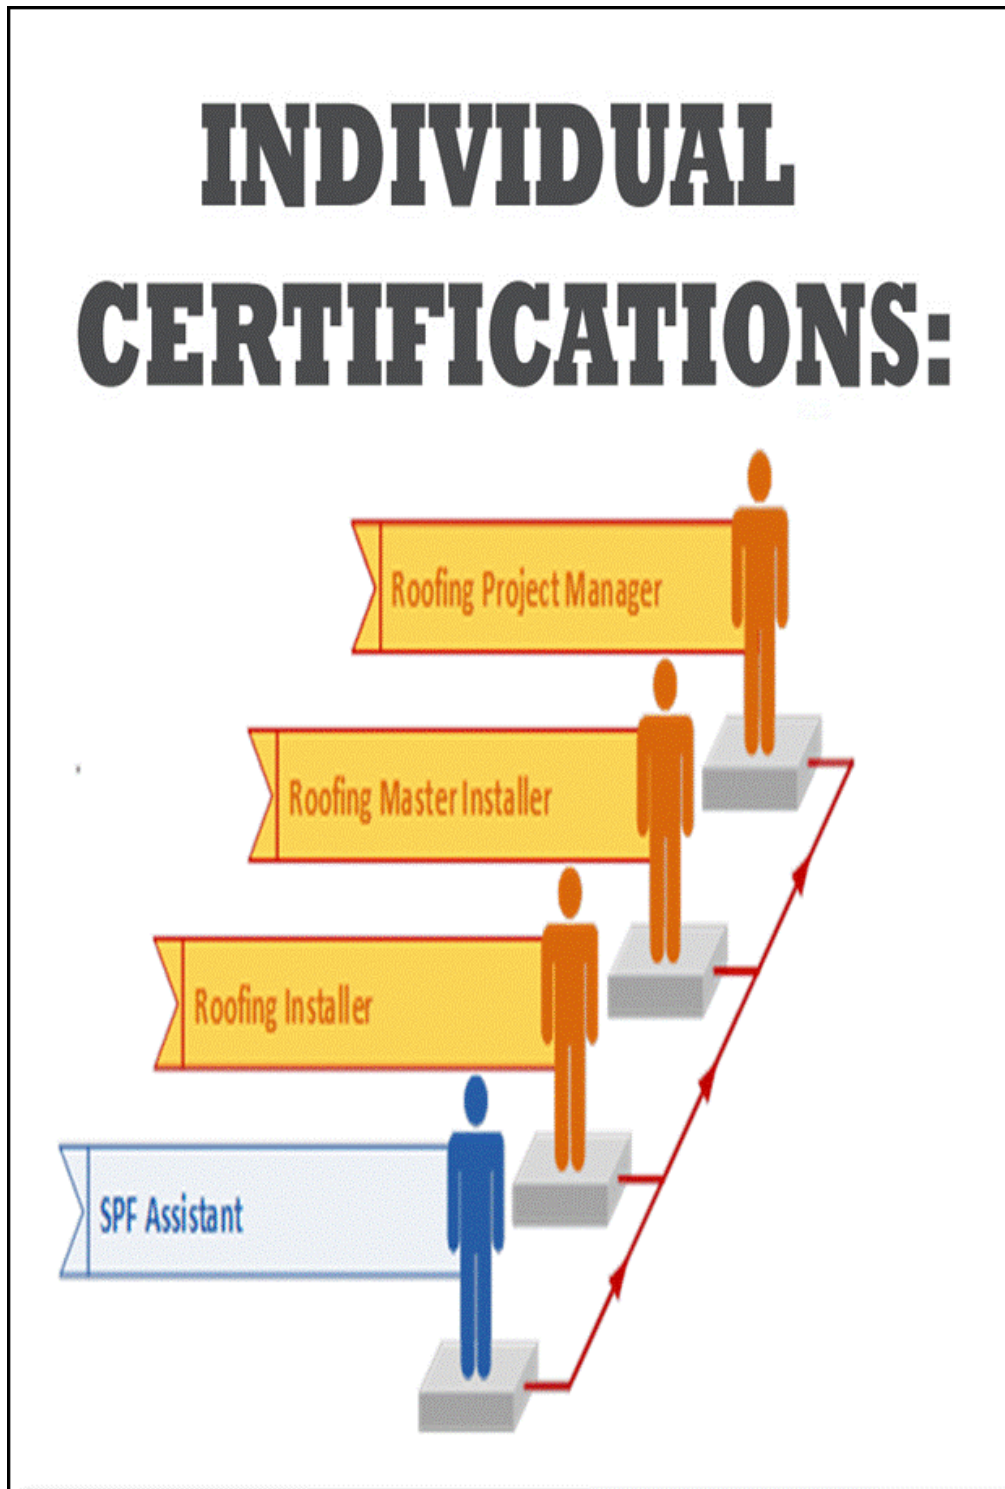 INDIVIDUAL
CERTIFICATIONS:
Roofing Project Manager
Roofing Master Installer
Roofing Installer
SPF Assistant